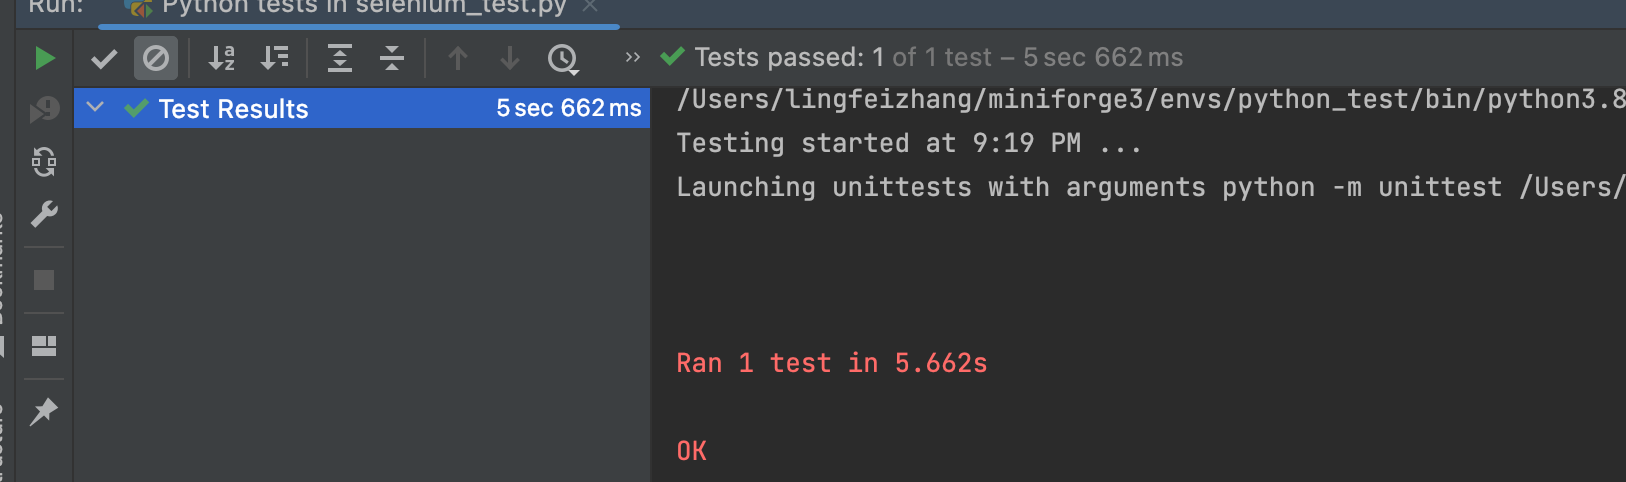 Run: Python tests in selenium_test.py
Tests passed: 1 of 1 test – 5 sec 662 ms
Test Results 5 sec 662 ms
/Users/lingfeizhang/miniforge3/envs/python_test/bin/python3.8
Testing started at 9:19 PM ...
Launching unittests with arguments python -m unittest /Users/
Ran 1 test in 5.662s
OK